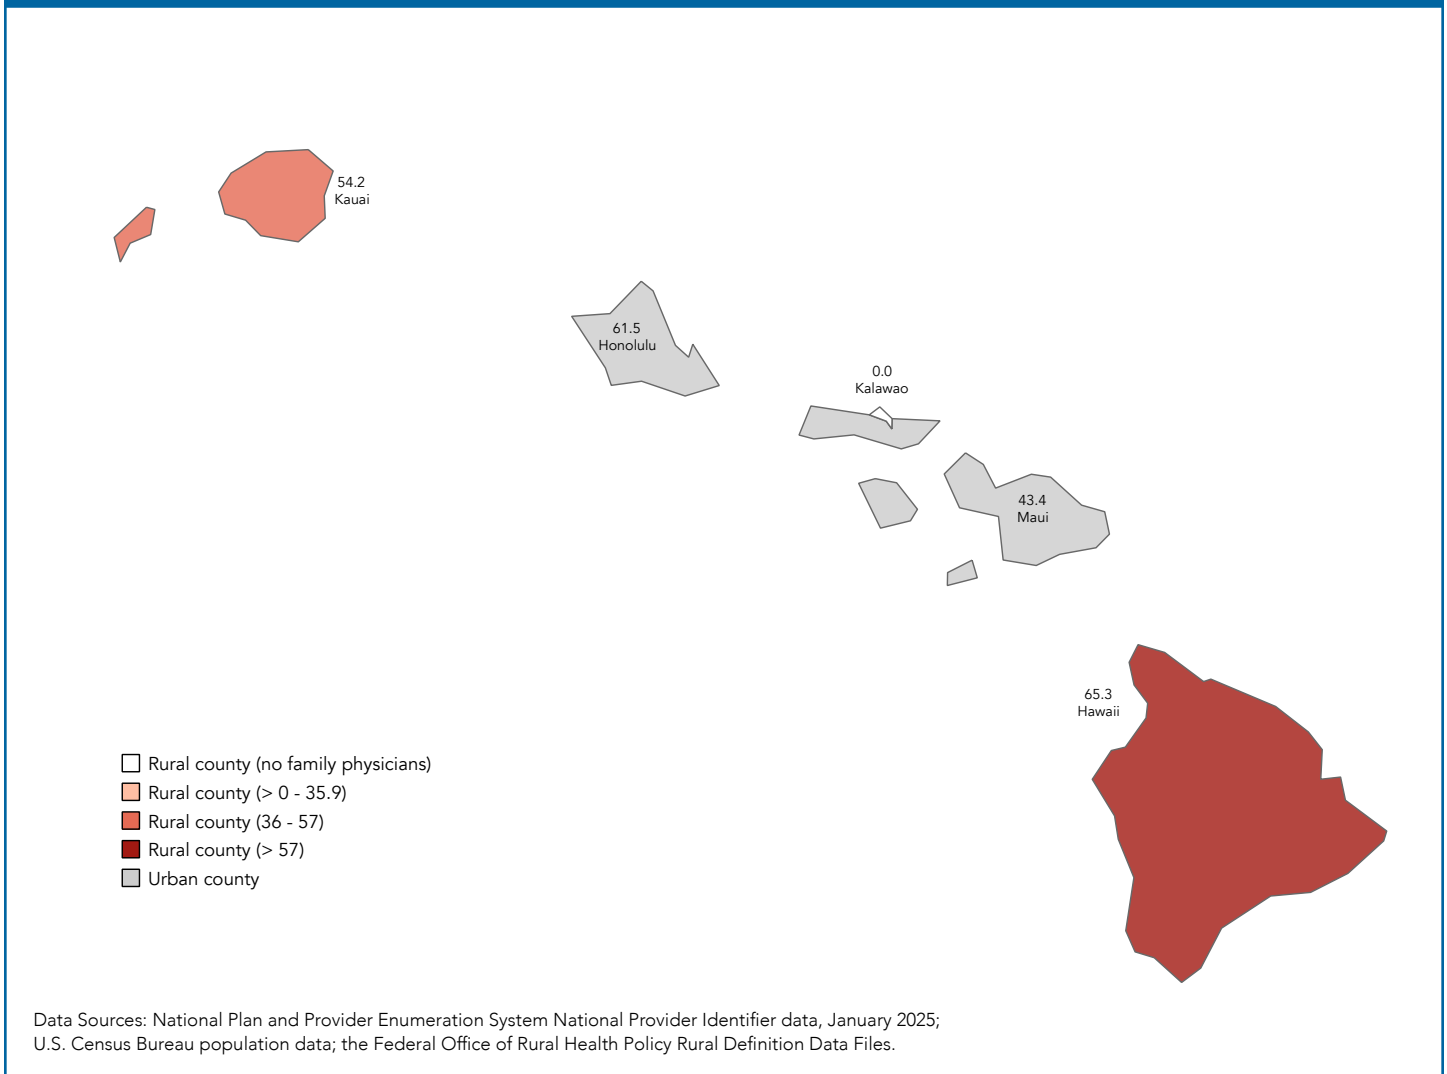 54.2
Kauai
61.5
Honolulu
0.0
Kalawao
43.4
Maui
65.3
Hawaii
Rural county (no family physicians)
Rural county (> 0 - 35.9)
Rural county (36 - 57)
Rural county (> 57)
Urban county
Data Sources: National Plan and Provider Enumeration System National Provider Identifier data, January 2025;
U.S. Census Bureau population data; the Federal Office of Rural Health Policy Rural Definition Data Files.